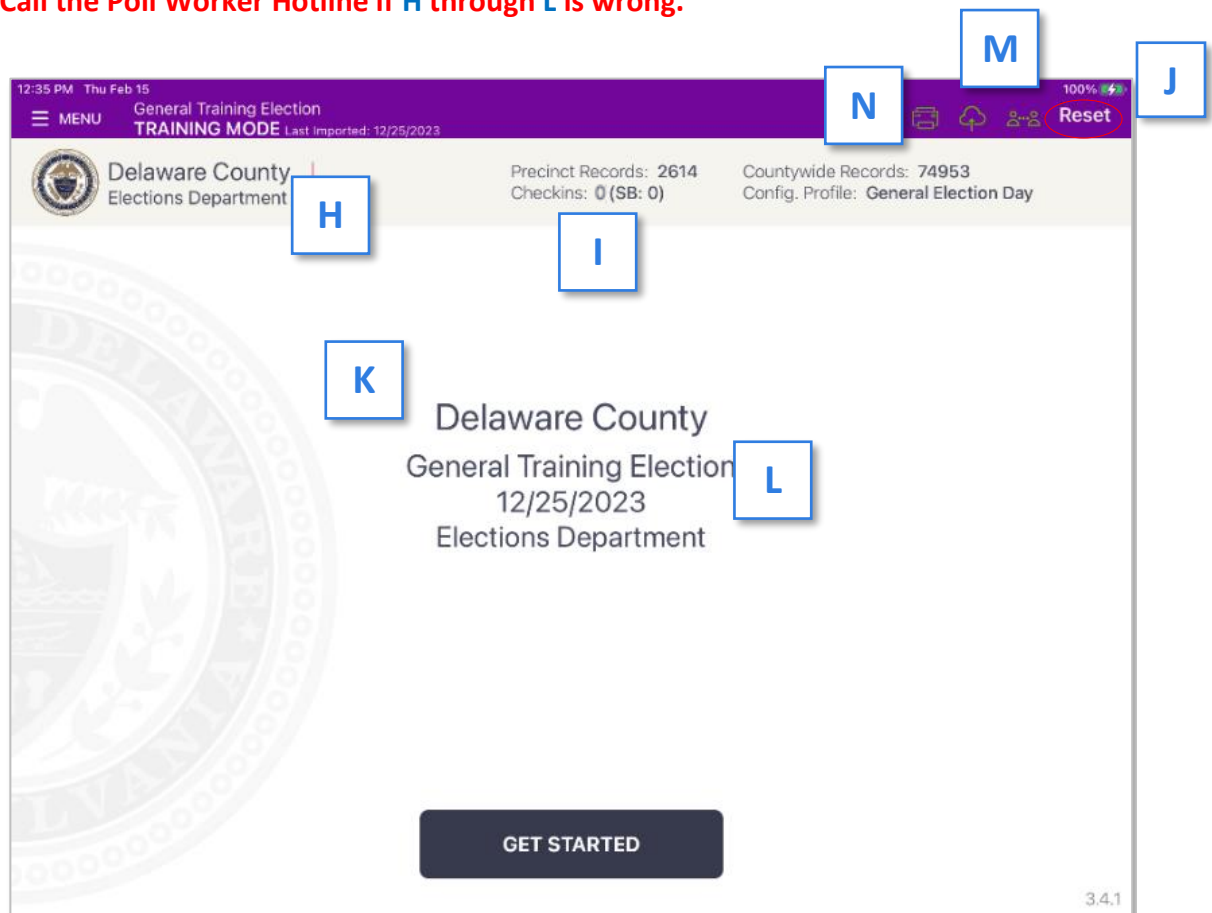 Call the Poll Worker Hotline if H through L is wrong.
M
J
N
12:35 PM Thu Feb 15
100%
MENU
General Training Election
TRAINING MODE Last Imported: 12/25/2023
Reset
Delaware County
Elections Department
Precinct Records: 2614
Checkins: 0 (SB: 0)
Countywide Records: 74953
Config. Profile: General Election Day
H
I
K
Delaware County
General Training Election
L
12/25/2023
Elections Department
GET STARTED
3.4.1